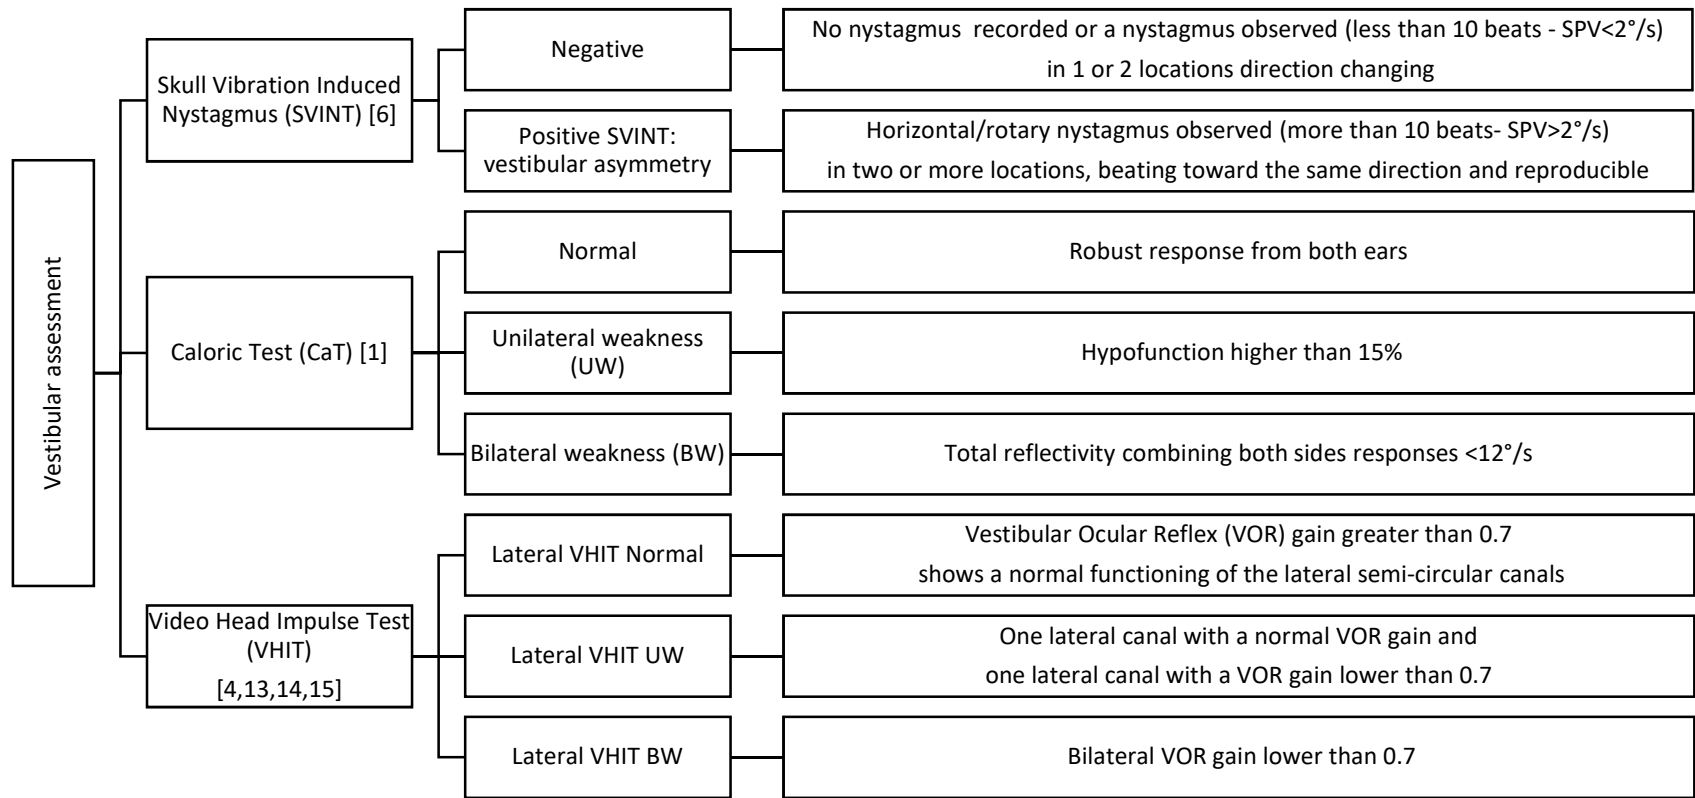 Vestibular assessment
Skull Vibration Induced
Nystagmus (SVINT) [6]
Negative
No nystagmus recorded or a nystagmus observed (less than 10 beats - SPV<2°/s)
in 1 or 2 locations direction changing
Positive SVINT:
vestibular asymmetry
Horizontal/rotary nystagmus observed (more than 10 beats- SPV>2°/s)
in two or more locations, beating toward the same direction and reproducible
Caloric Test (CaT) [1]
Normal
Robust response from both ears
Unilateral weakness
(UW)
Hypofunction higher than 15%
Bilateral weakness (BW)
Total reflectivity combining both sides responses <12°/s
Video Head Impulse Test
(VHIT)
[4,13,14,15]
Lateral VHIT Normal
Vestibular Ocular Reflex (VOR) gain greater than 0.7
shows a normal functioning of the lateral semi-circular canals
Lateral VHIT UW
One lateral canal with a normal VOR gain and
one lateral canal with a VOR gain lower than 0.7
Lateral VHIT BW
Bilateral VOR gain lower than 0.7